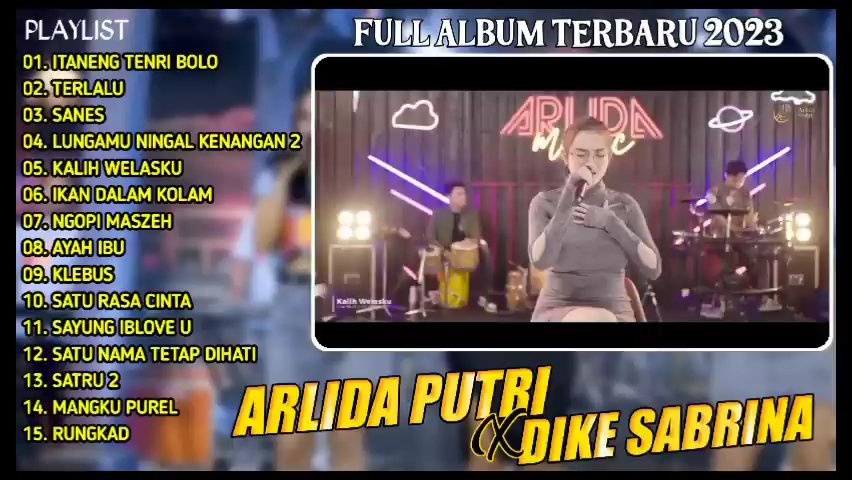 PLAYLIST
FULL ALBUM TERBARU 2023
01. ITANENG TENRI BOLO
02. TERLALU
03. SANES
04. LUNGAMU NINGAL KENANGAN 2
05. KALIH WELASKU
06. IKAN DALAM KOLAM
07. NGOPI MASZEH
08. AYAH IBU
09. KLEBUS
10. SATU RASA CINTA
11. SAYUNG IBLOVE U
12. SATU NAMA TETAP DIHATI
13. SATRU 2
14. MANGKU PUREL
15. RUNGKAD
ARLIDA
Kalih Welasku
ARLIDA PUTRI
X DIKE SABRINA